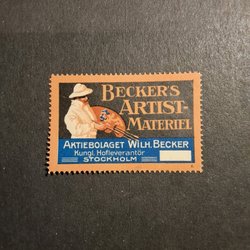 BECKER'S
ARTIST-
MATERIEL
AKTIEBOLAGET WILH. BECKER
Kungl. Hofleverantör
STOCKHOLM